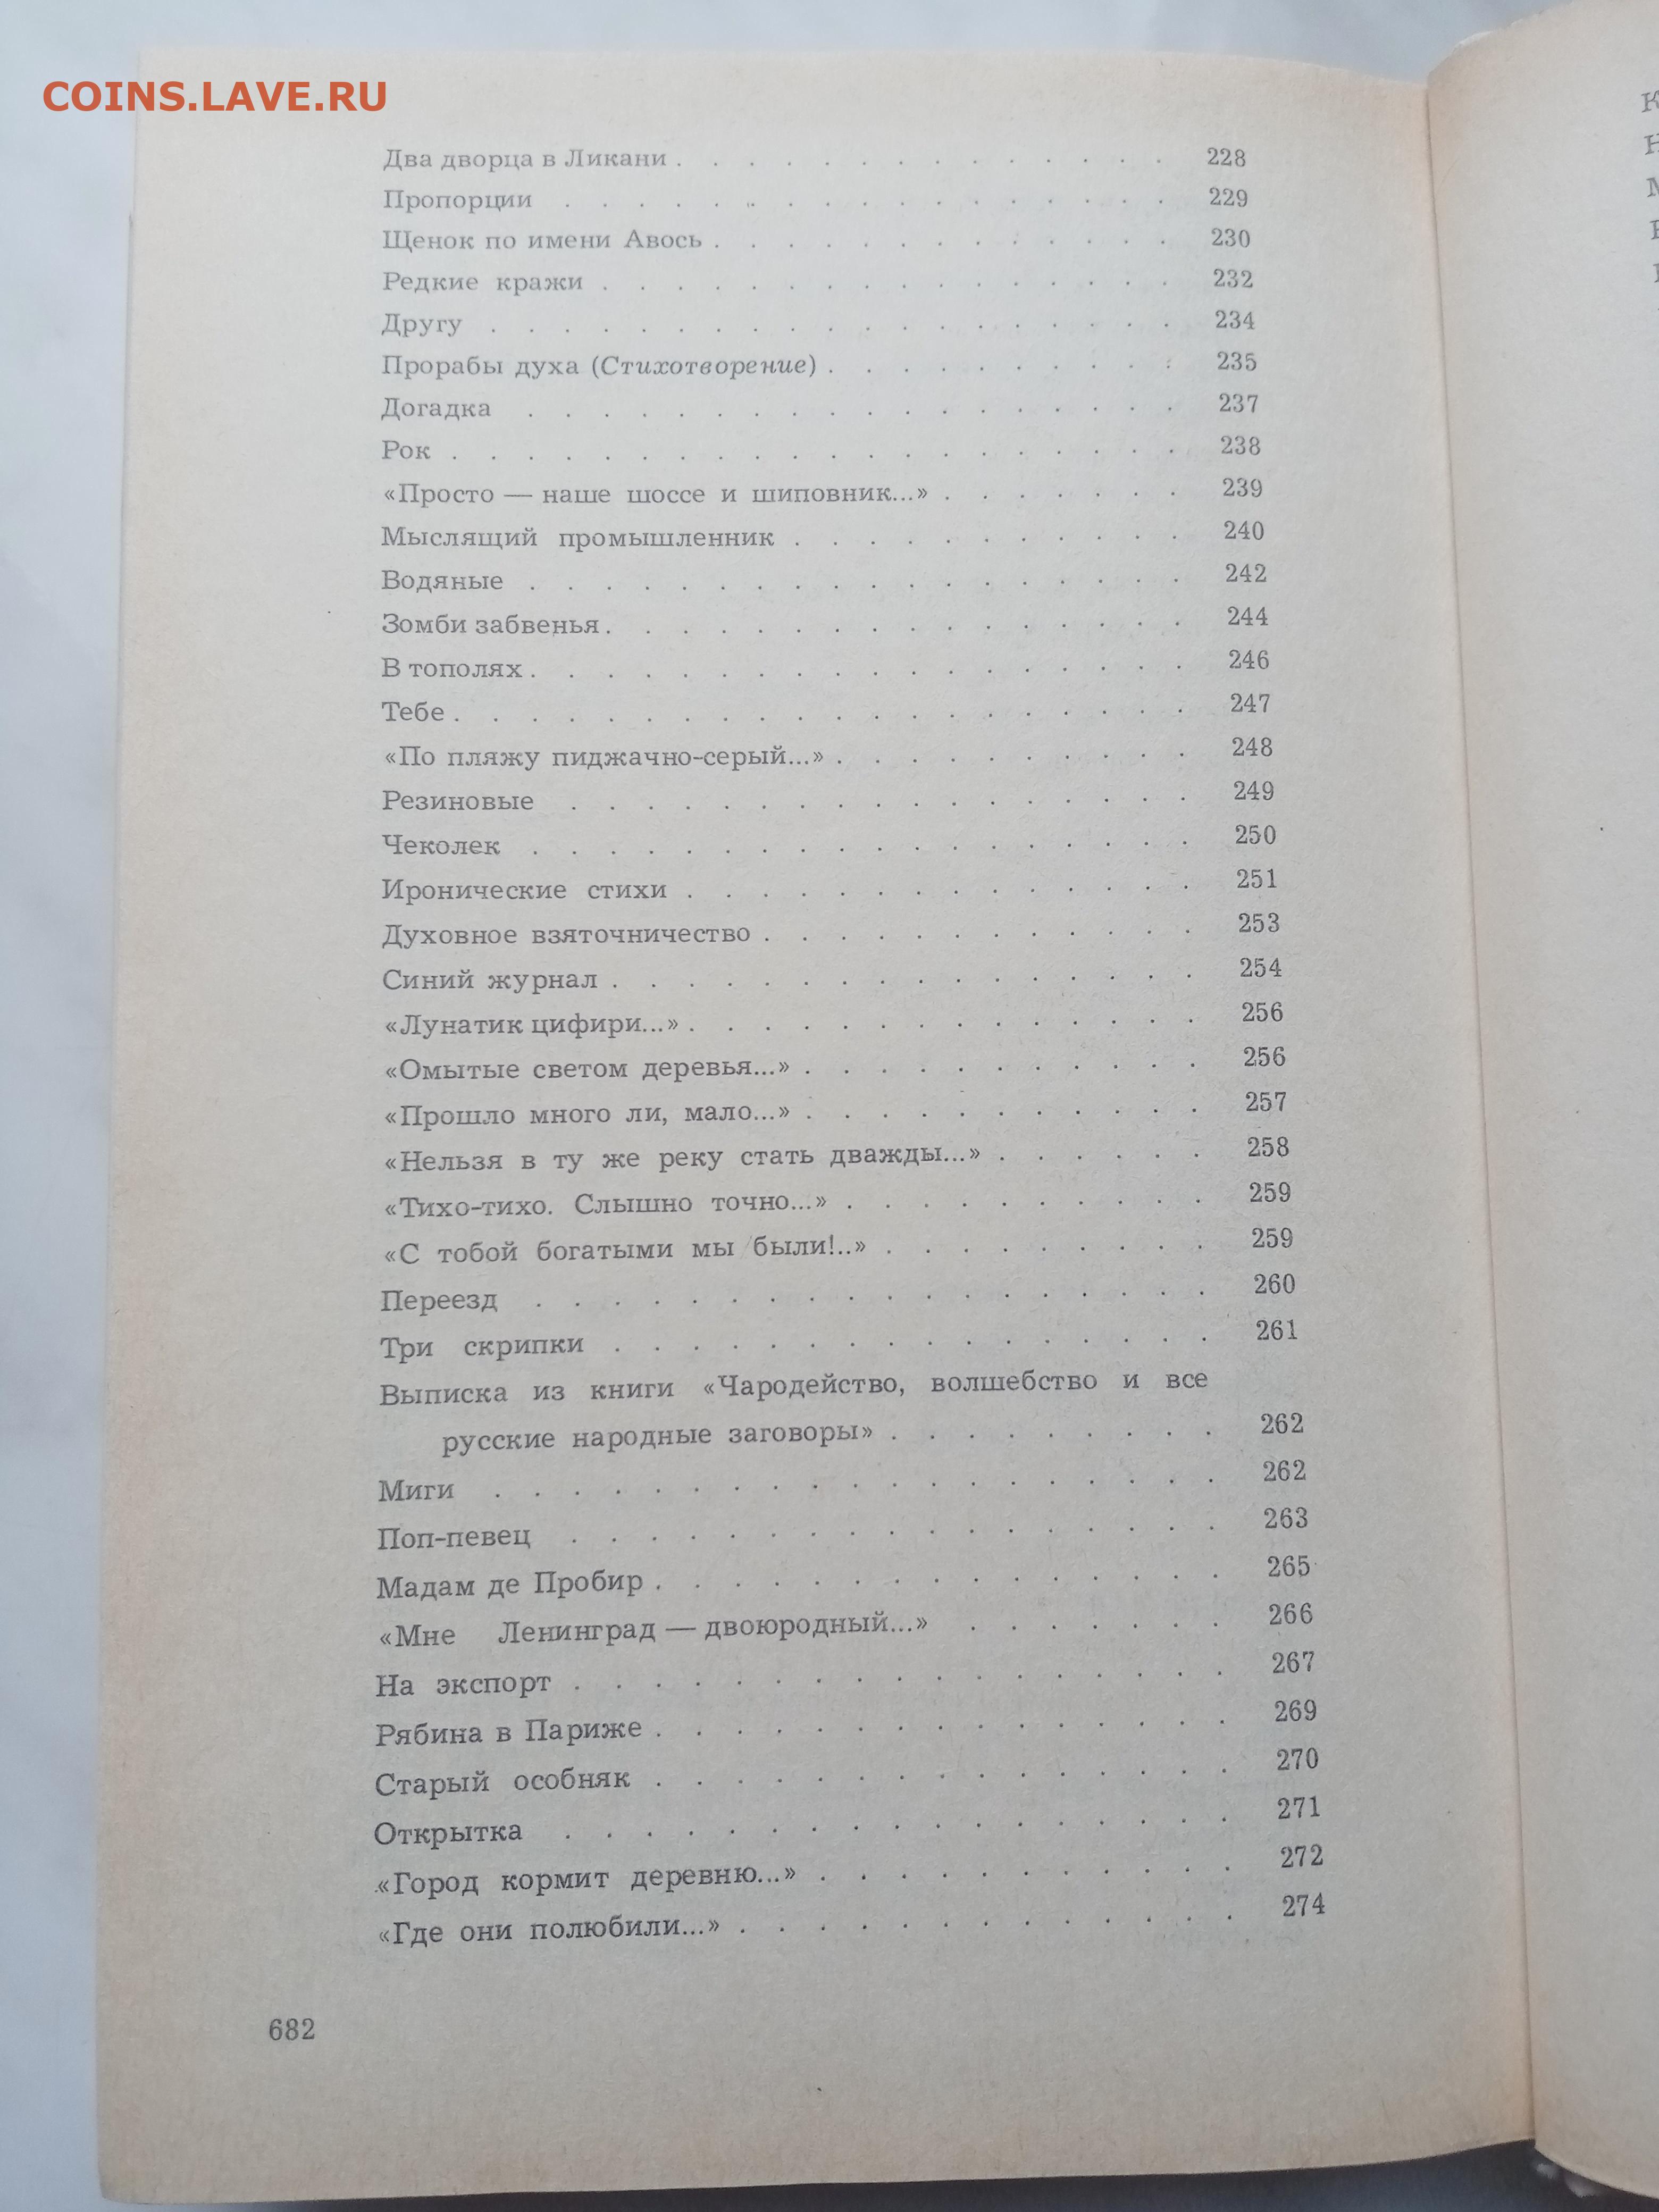 COINS.LAVE.RU
Два дворца в Ликани . . . . . . . . . . . . . . 228
Пропорции . . . . . . . . . . . . . . . . . 229
Щенок по имени Авось . . . . . . . . . . . . . 230
Редкие кражи . . . . . . . . . . . . . . . . 232
Другу . . . . . . . . . . . . . . . . . . . 234
Прорабы духа (Стихотворение) . . . . . . . . . . 235
Догадка . . . . . . . . . . . . . . . . . . 237
Рок . . . . . . . . . . . . . . . . . . . . 238
«Просто — наше шоссе и шиповник...» . . . . . . . 239
Мыслящий промышленник . . . . . . . . . . . 240
Водяные . . . . . . . . . . . . . . . . . . 242
Зомби забвенья . . . . . . . . . . . . . . . . 244
В тополях . . . . . . . . . . . . . . . . . . 246
Тебе . . . . . . . . . . . . . . . . . . . . 247
«По пляжу пиджачно-серый...» . . . . . . . . . . 248
Резиновые . . . . . . . . . . . . . . . . . 249
Чеколек . . . . . . . . . . . . . . . . . . 250
Иронические стихи . . . . . . . . . . . . . . 251
Духовное взяточничество . . . . . . . . . . . . 253
Синий журнал . . . . . . . . . . . . . . . . 254
«Лунатик цифири...» . . . . . . . . . . . . . . 256
«Омытые светом деревья...» . . . . . . . . . . . 256
«Прошло много ли, мало...» . . . . . . . . . . . 257
«Нельзя в ту же реку стать дважды...» . . . . . . 258
«Тихо-тихо. Слышно точно...» . . . . . . . . . . 259
«С тобой богатыми мы были!..» . . . . . . . . . 259
Переезд . . . . . . . . . . . . . . . . . . 260
Три скрипки . . . . . . . . . . . . . . . . 261
Выписка из книги «Чародейство, волшебство и все
русские народные заговоры» . . . . . . . . . 262
Миги . . . . . . . . . . . . . . . . . . . 262
Поп-певец . . . . . . . . . . . . . . . . . 263
Мадам де Пробир . . . . . . . . . . . . . . . 265
«Мне Ленинград — двоюродный...» . . . . . . . 266
На экспорт . . . . . . . . . . . . . . . . . 267
Рябина в Париже . . . . . . . . . . . . . . . 269
Старый особняк . . . . . . . . . . . . . . . 270
Открытка . . . . . . . . . . . . . . . . . 271
«Город кормит деревню...» . . . . . . . . . . . 272
«Где они полюбили...» . . . . . . . . . . . . . 274
682